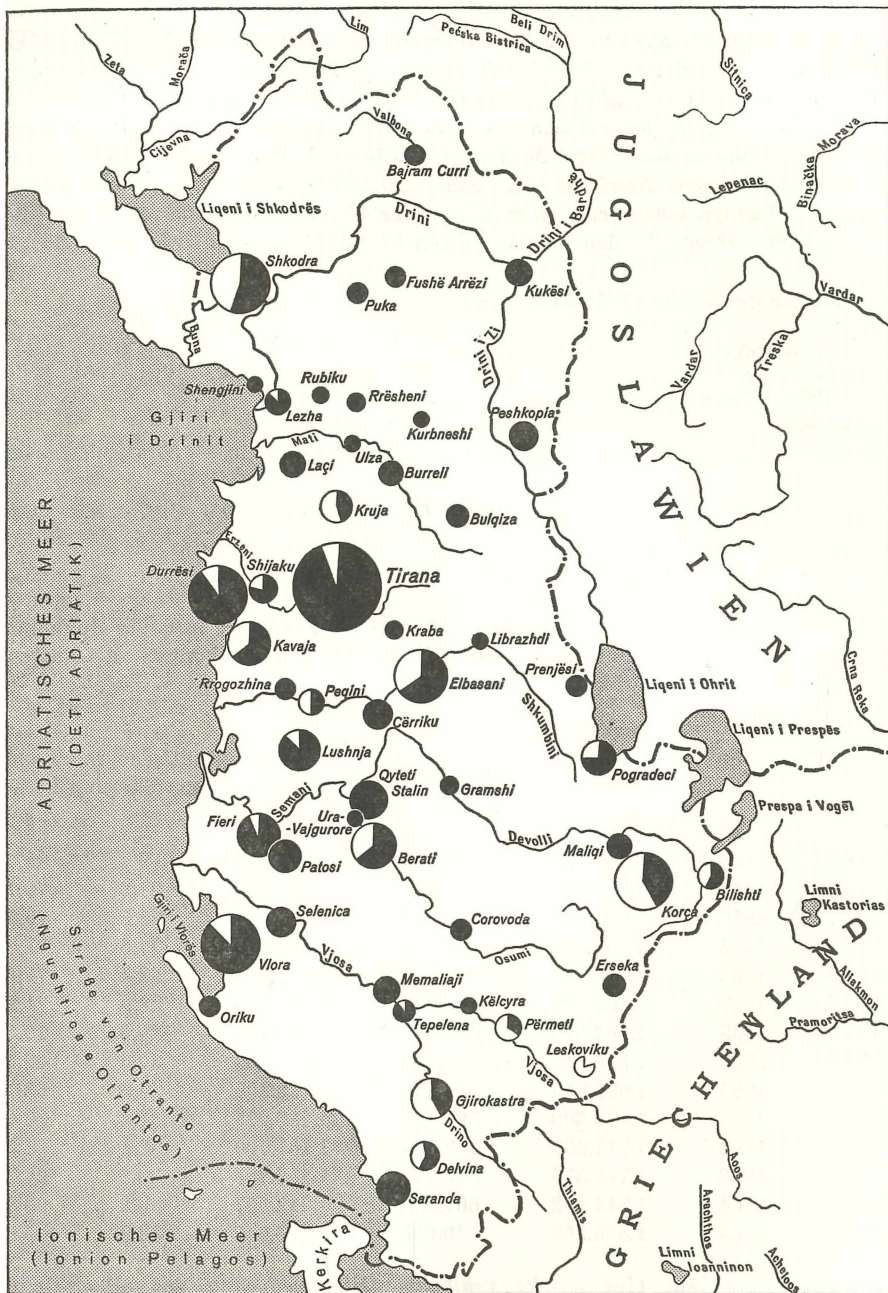 Lim
Pećska Bistrica
Beli Drim
Zeta
Morača
Sitnica
JUGOSLAWIEN
Binačka Morava
Cijevna
Valbona
Bajram Curri
Lepenac
Liqeni i Shkodrës
Drini
Drini i Bardhë
Shkodra
Fushë Arrëzi
Kukësi
Puka
Vardar
Buna
Drini i Zi
Vardar
Treska
Shengjini
Rubiku
Rrësheni
Lezha
Gjiri
i Drinit
Kurbneshi
Peshkopia
Mati
Ulza
Laçi
Burreli
Kruja
Bulqiza
ADRIATISCHES MEER
(DETI ADRIATIK)
Erzeni
Durrësi
Shijaku
Tirana
Kavaja
Kraba
Librazhdi
Crna Reka
Rrogozhina
Peqini
Elbasani
Prenjësi
Liqeni i Ohrit
Shkumbini
Cërriku
Liqeni i Prespës
Lushnja
Pogradeci
Qyteti
Stalin
Gramshi
Semani
Prespa i Vogël
Fieri
Ura-
-Vajgurore
Devolli
Maliqi
Patosi
Berati
Korça
Bilishti
Limni
Kastorias
Gjiri i Vlorës
Selenica
Corovoda
Vlora
Vjosa
Osumi
Erseka
Aliakmon
Memaliaji
Pramoritsa
Oriku
Këlcyra
Tepelena
Përmeti
Straße von Otranto
(Ngushticae Otrantos)
Leskoviku
Vjosa
GRIECHENLAND
Gjirokastra
Drino
Delvina
Aoos
Saranda
Thiamis
Arachthos
Ionisches Meer
(Ionion Pelagos)
Kerkira
Limni
Ioanninon
Acheloos